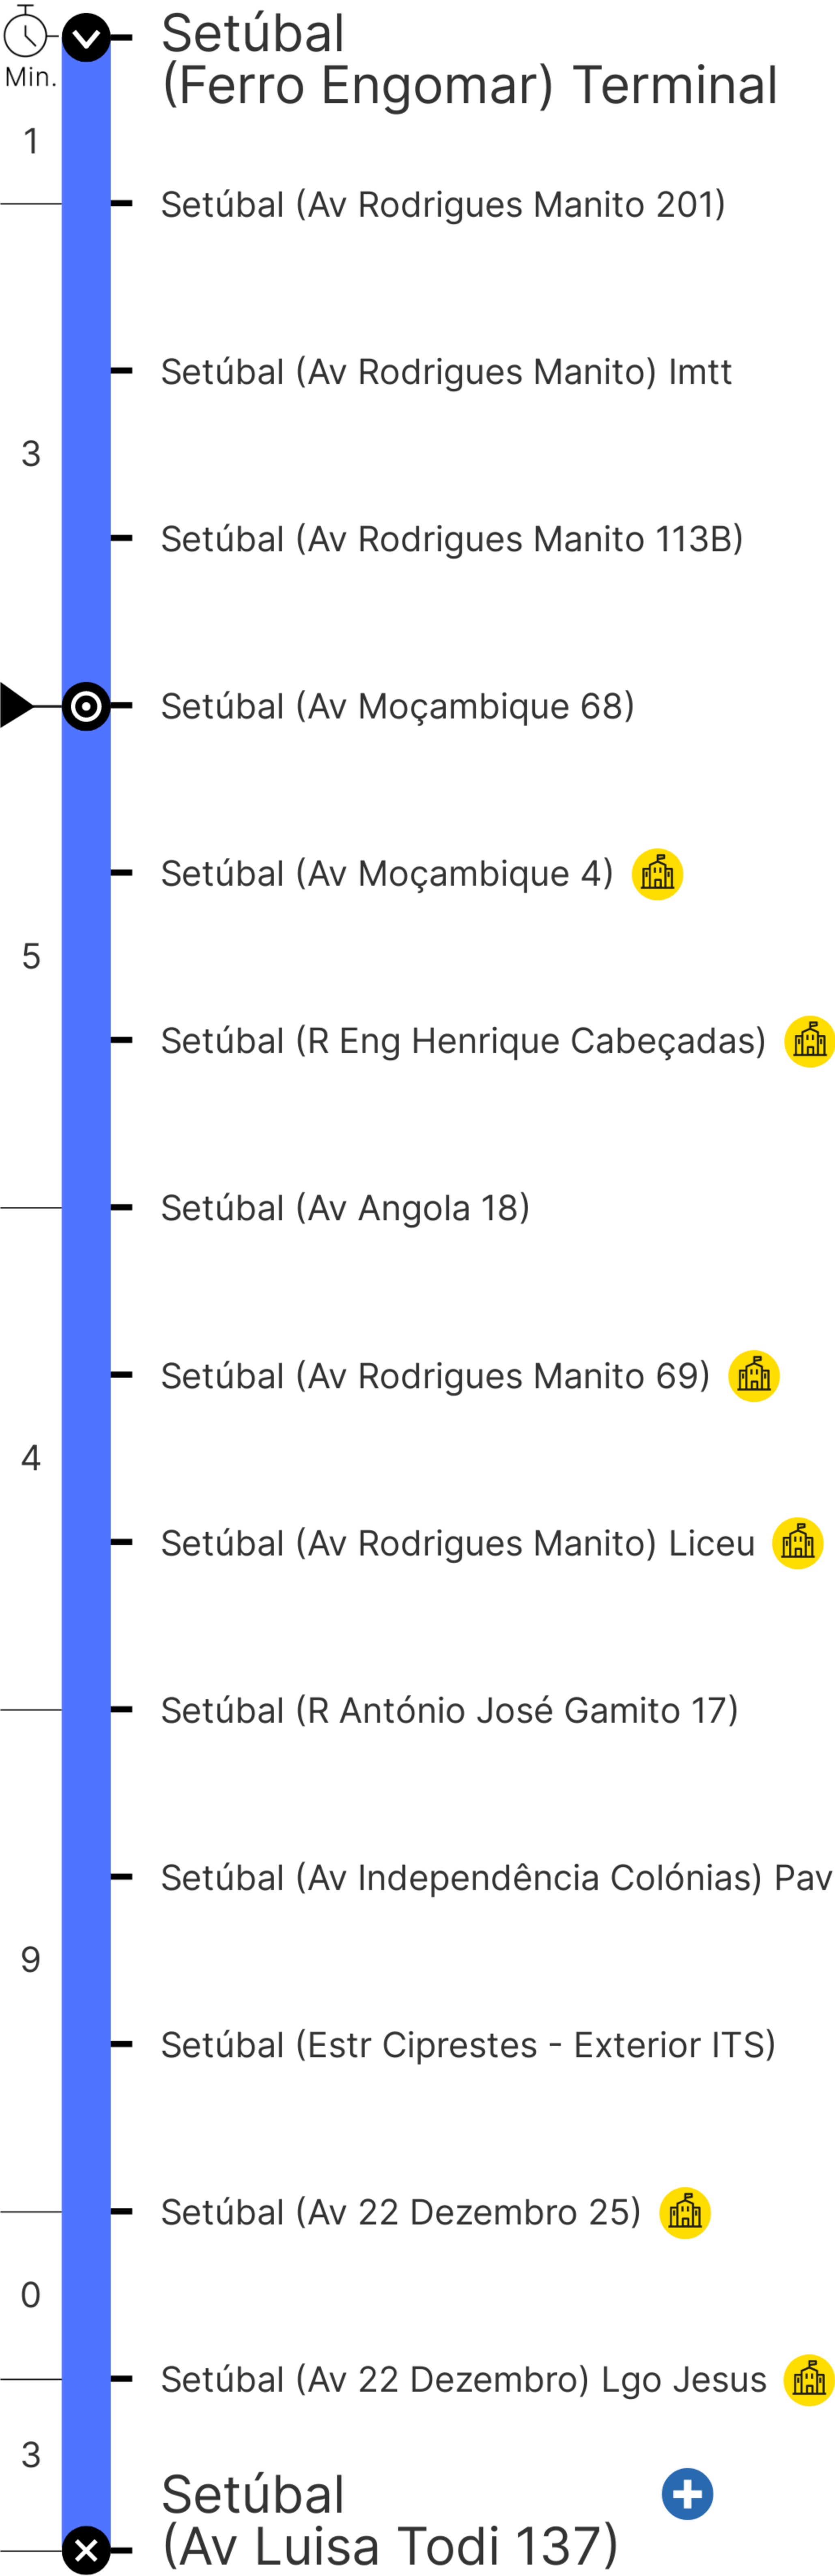 Setúbal
(Ferro Engomar) Terminal
Min.
1
Setúbal (Av Rodrigues Manito 201)
Setúbal (Av Rodrigues Manito) Imtt
3
Setúbal (Av Rodrigues Manito 113B)
Setúbal (Av Moçambique 68)
Setúbal (Av Moçambique 4)
5
Setúbal (R Eng Henrique Cabeçadas)
Setúbal (Av Angola 18)
Setúbal (Av Rodrigues Manito 69)
4
Setúbal (Av Rodrigues Manito) Liceu
Setúbal (R António José Gamito 17)
Setúbal (Av Independência Colónias) Pav
9
Setúbal (Estr Ciprestes - Exterior ITS)
Setúbal (Av 22 Dezembro 25)
0
Setúbal (Av 22 Dezembro) Lgo Jesus
3
Setúbal
(Av Luisa Todi 137)